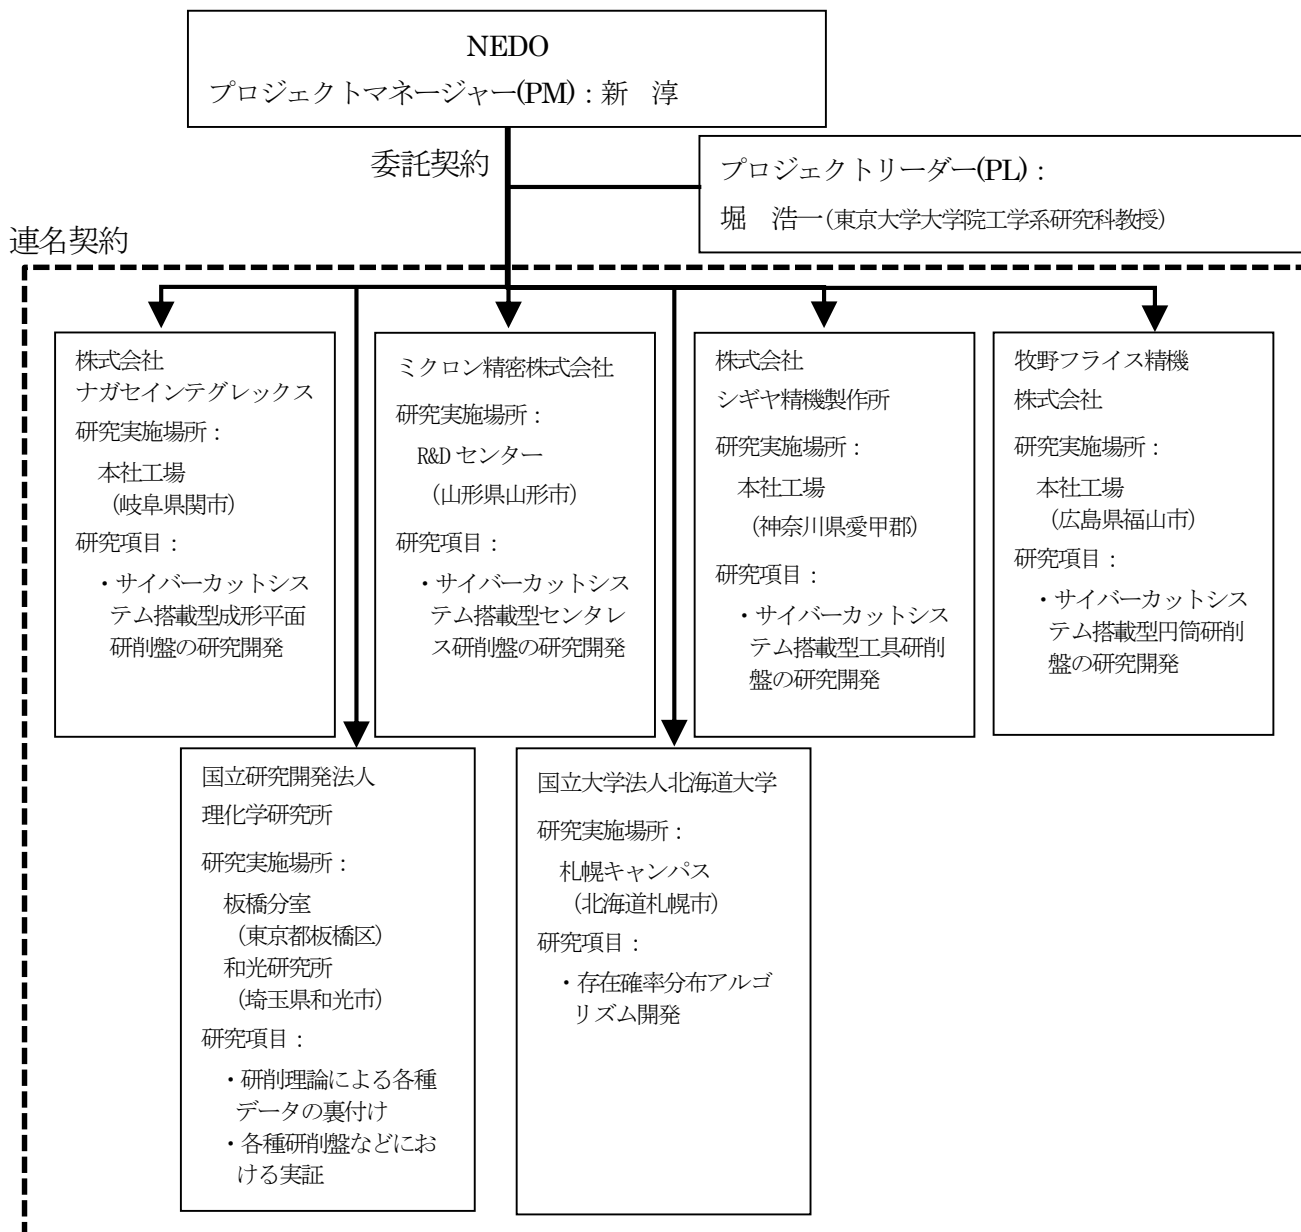 NEDO
プロジェクトマネージャー(PM):新 淳
委託契約
プロジェクトリーダー(PL):
堀 浩一(東京大学大学院工学系研究科教授)
連名契約
株式会社
ナガセインテグレックス
研究実施場所:
本社工場
(岐阜県関市)
研究項目:
・サイバーカットシス
テム搭載型成形平面
研削盤の研究開発
ミクロン精密株式会社
研究実施場所:
R&Dセンター
(山形県山形市)
研究項目:
・サイバーカットシス
テム搭載型センタレ
ス研削盤の研究開発
株式会社
シギヤ精機製作所
研究実施場所:
本社工場
(神奈川県愛甲郡)
研究項目:
・サイバーカットシス
テム搭載型工具研削
盤の研究開発
牧野フライス精機
株式会社
研究実施場所:
本社工場
(広島県福山市)
研究項目:
・サイバーカットシス
テム搭載型円筒研削
盤の研究開発
国立研究開発法人
理化学研究所
研究実施場所:
板橋分室
(東京都板橋区)
和光研究所
(埼玉県和光市)
研究項目:
・研削理論による各種
データの裏付け
・各種研削盤などにお
ける実証
国立大学法人北海道大学
研究実施場所:
札幌キャンパス
(北海道札幌市)
研究項目:
・存在確率分布アルゴ
リズム開発